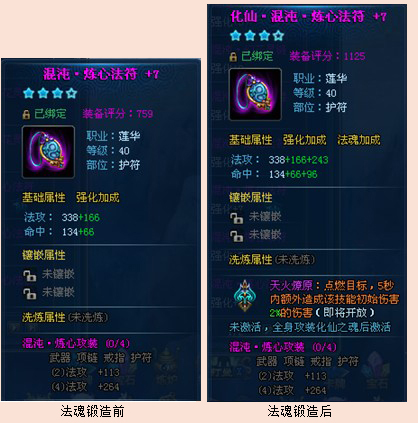 混沌·炼心法符 +7
已绑定 装备评分：759
职业：莲华
等级：40
部位：护符
基础属性 强化加成
法攻： 338+166
命中： 134+66
镶嵌属性
未镶嵌
未镶嵌
洗炼属性(未洗炼)
混沌·炼心攻装 (0/4)
武器 项链 戒指 护符
(2)法攻 +113
(4)法攻 +264
法魂锻造前
化仙·混沌·炼心法符 +7
已绑定 装备评分：1125
职业：莲华
等级：40
部位：护符
基础属性 强化加成 法魂加成
法攻： 338+166+243
命中： 134+66+96
镶嵌属性
未镶嵌
未镶嵌
洗炼属性(未洗炼)
天火燎原：点燃目标，5秒
内额外造成该技能初始伤害
2%的伤害（即将开放）
未激活，全身攻装化仙之魂后激活
混沌·炼心攻装 (0/4)
武器 项链 戒指 护符
(2)法攻 +113
(4)法攻 +264
法魂锻造后